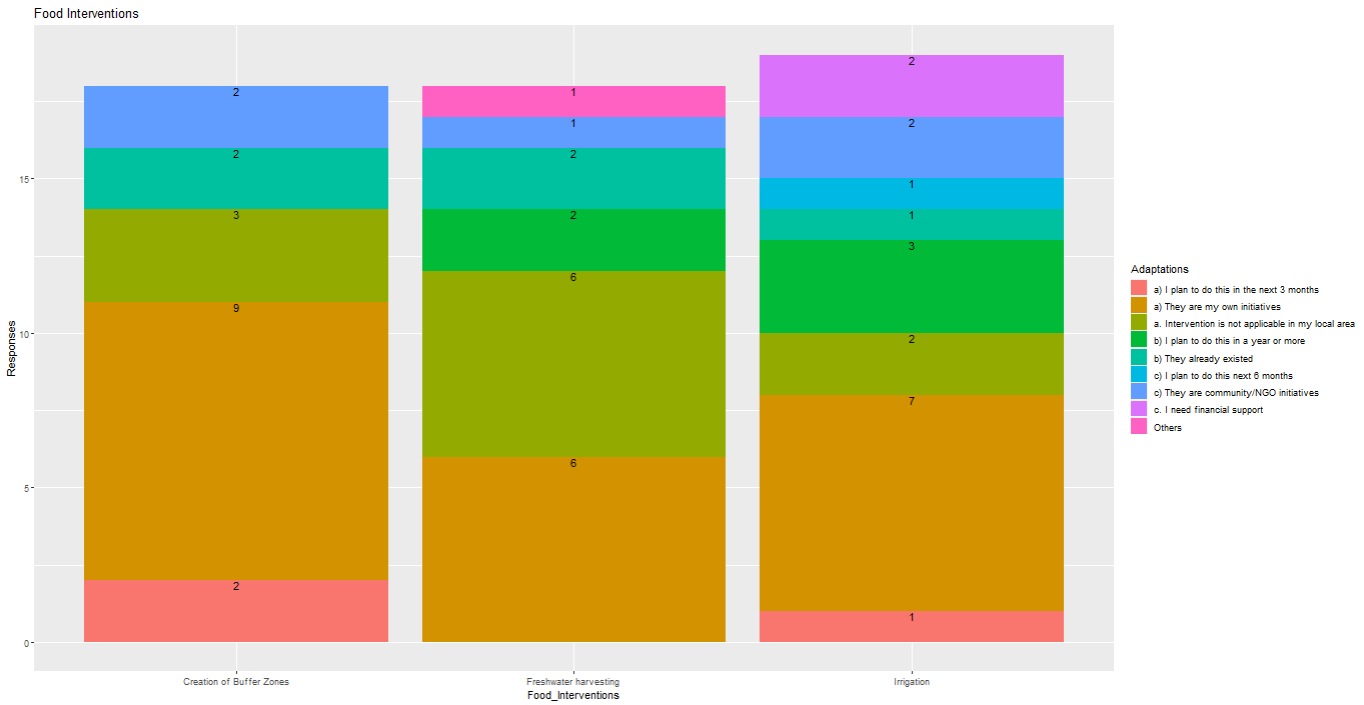 Food Interventions
2
2
3
9
2
1
1
2
2
6
6
2
2
1
1
3
2
7
1
15
10
5
0
Responses
Creation of Buffer Zones
Freshwater harvesting
Irrigation
Food_Interventions
Adaptations
a) I plan to do this in the next 3 months
a) They are my own initiatives
a. Intervention is not applicable in my local area
b) I plan to do this in a year or more
b) They already existed
c) I plan to do this next 6 months
c) They are community/NGO initiatives
c. I need financial support
Others